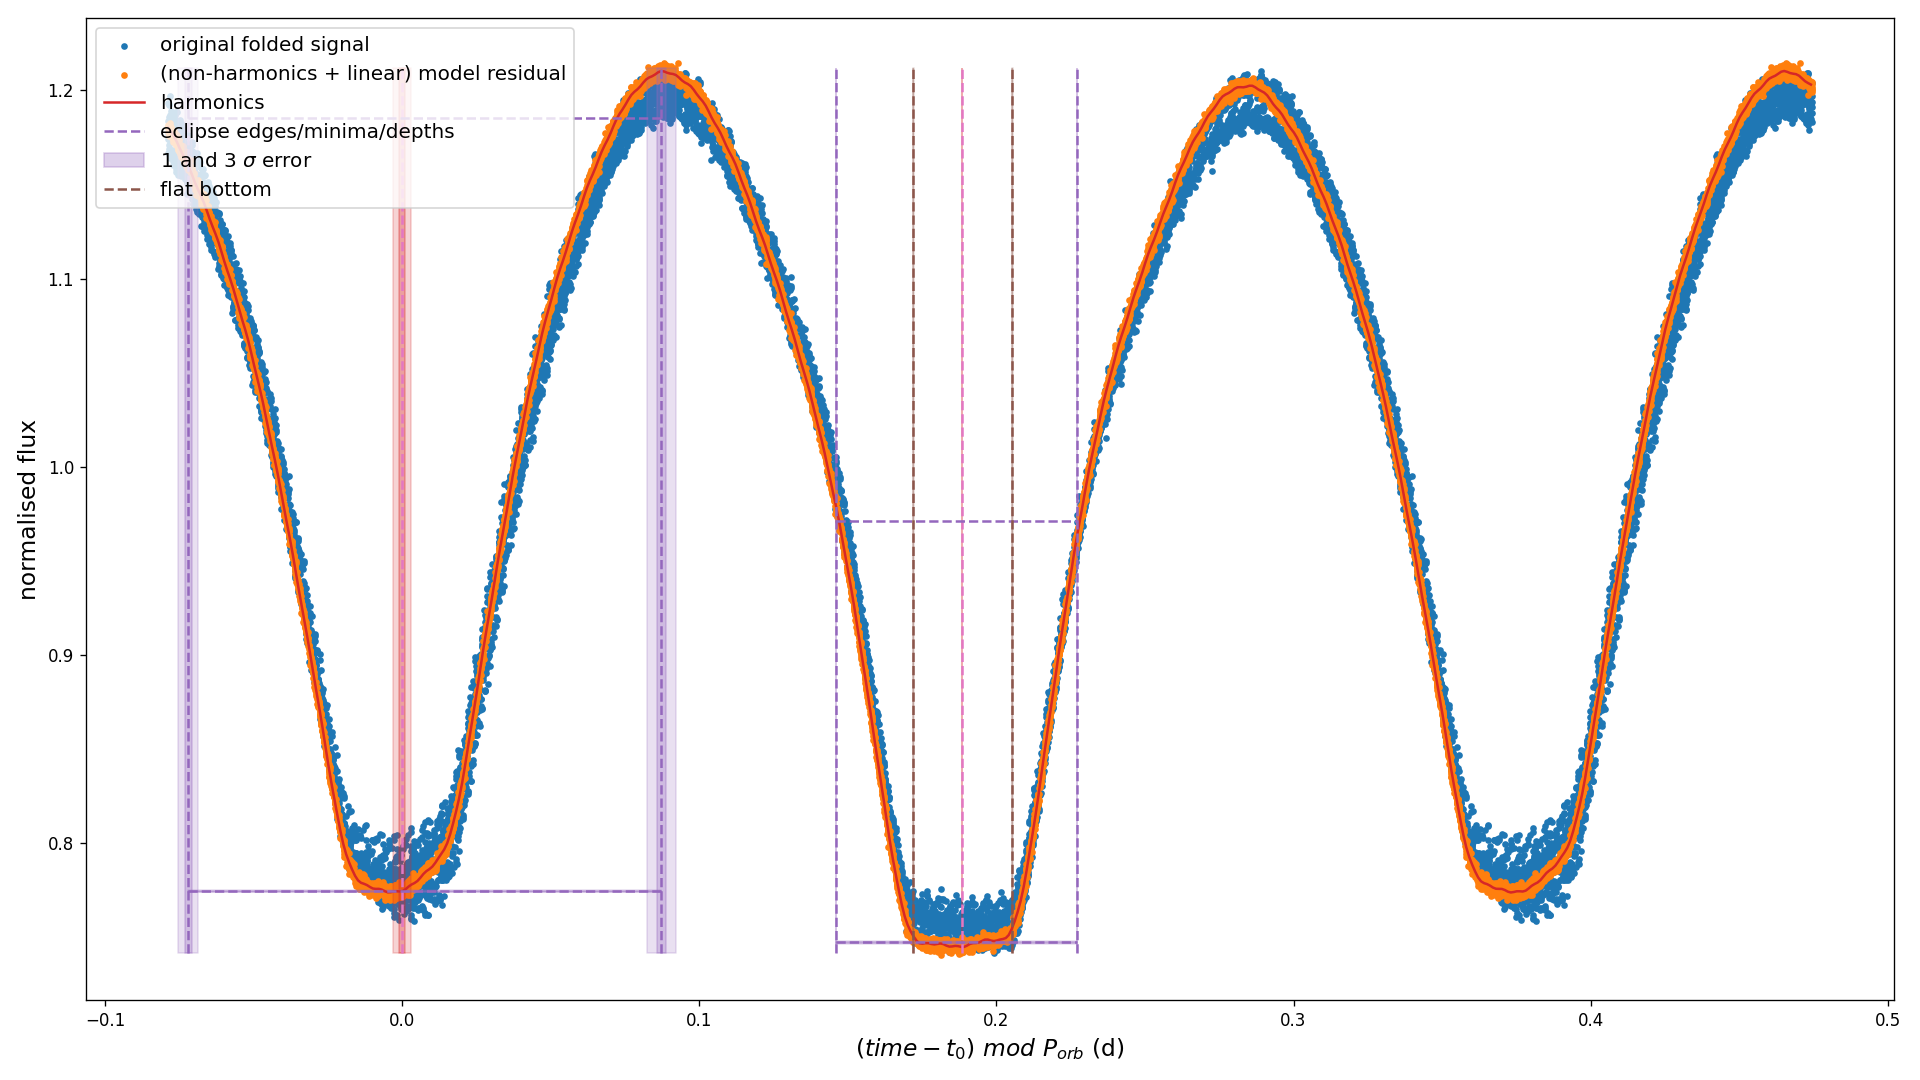 original folded signal
(non-harmonics + linear) model residual
harmonics
eclipse edges/minima/depths
1 and 3 σ error
flat bottom
normalised flux
1.2
1.1
1.0
0.9
0.8
−0.1
0.0
0.1
0.2
0.3
0.4
0.5
(time − t₀) mod Pₒᵣb (d)